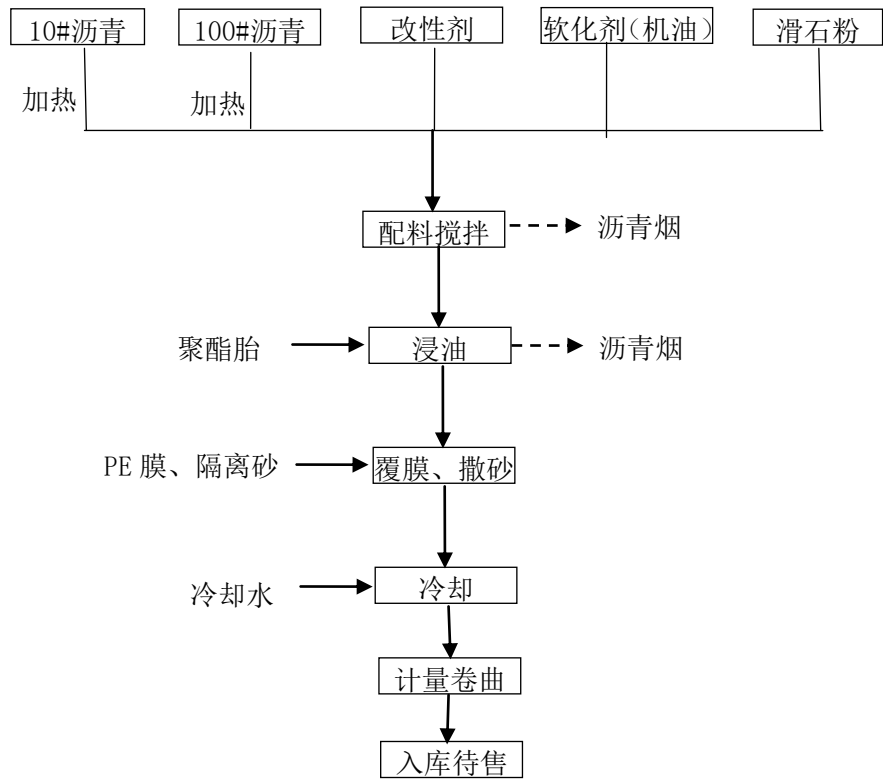 10#沥青
100#沥青
改性剂
软化剂（机油）
滑石粉
加热
加热
配料搅拌
沥青烟
聚酯胎
浸油
沥青烟
PE 膜、隔离砂
覆膜、撒砂
冷却水
冷却
计量卷曲
入库待售